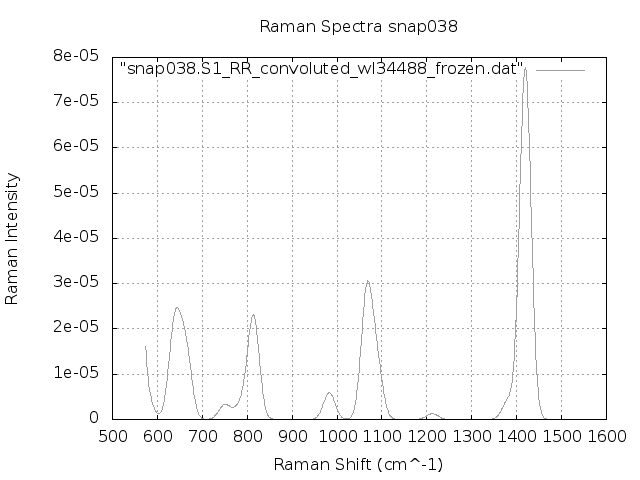 Raman Spectra snap038
8e-05
"snap038.S1_RR_convoluted_wl34488_frozen.dat"
7e-05
6e-05
5e-05
4e-05
3e-05
2e-05
1e-05
0
Raman Intensity
500 600 700 800 900 1000 1100 1200 1300 1400 1500 1600
Raman Shift (cm^-1)